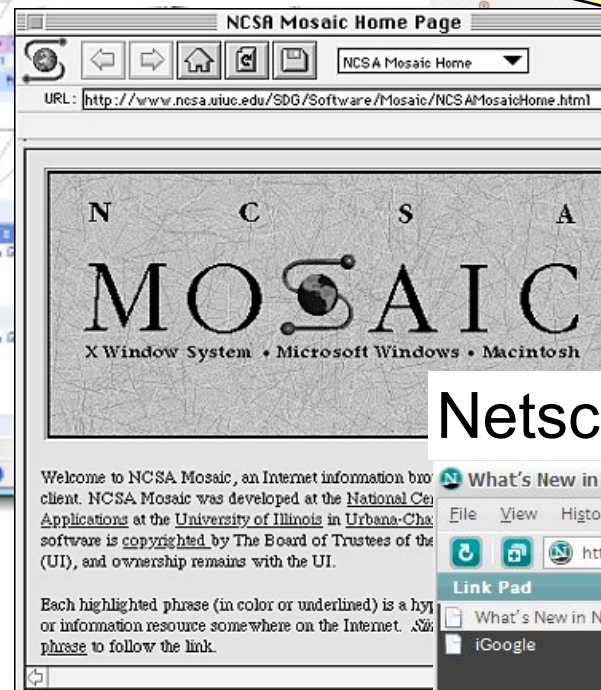 NCSA Mosaic Home Page
NCSA Mosaic Home
URL: http://www.ncsa.uiuc.edu/SDG/Software/Mosaic/NCSAMosaicHome.html
N C S A
MOSAIC
X Window System • Microsoft Windows • Macintosh
Netsc
Welcome to NCSA Mosaic, an Internet information bro
client. NCSA Mosaic was developed at the National Cen
Applications at the University of Illinois in Urbana-Cha
software is copyrighted by The Board of Trustees of the
(UI), and ownership remains with the UI.
Each highlighted phrase (in color or underlined) is a hyp
or information resource somewhere on the Internet.
phrase to follow the link.
What's New in
File View Histo
htt
Link Pad
What's New in N
iGoogle